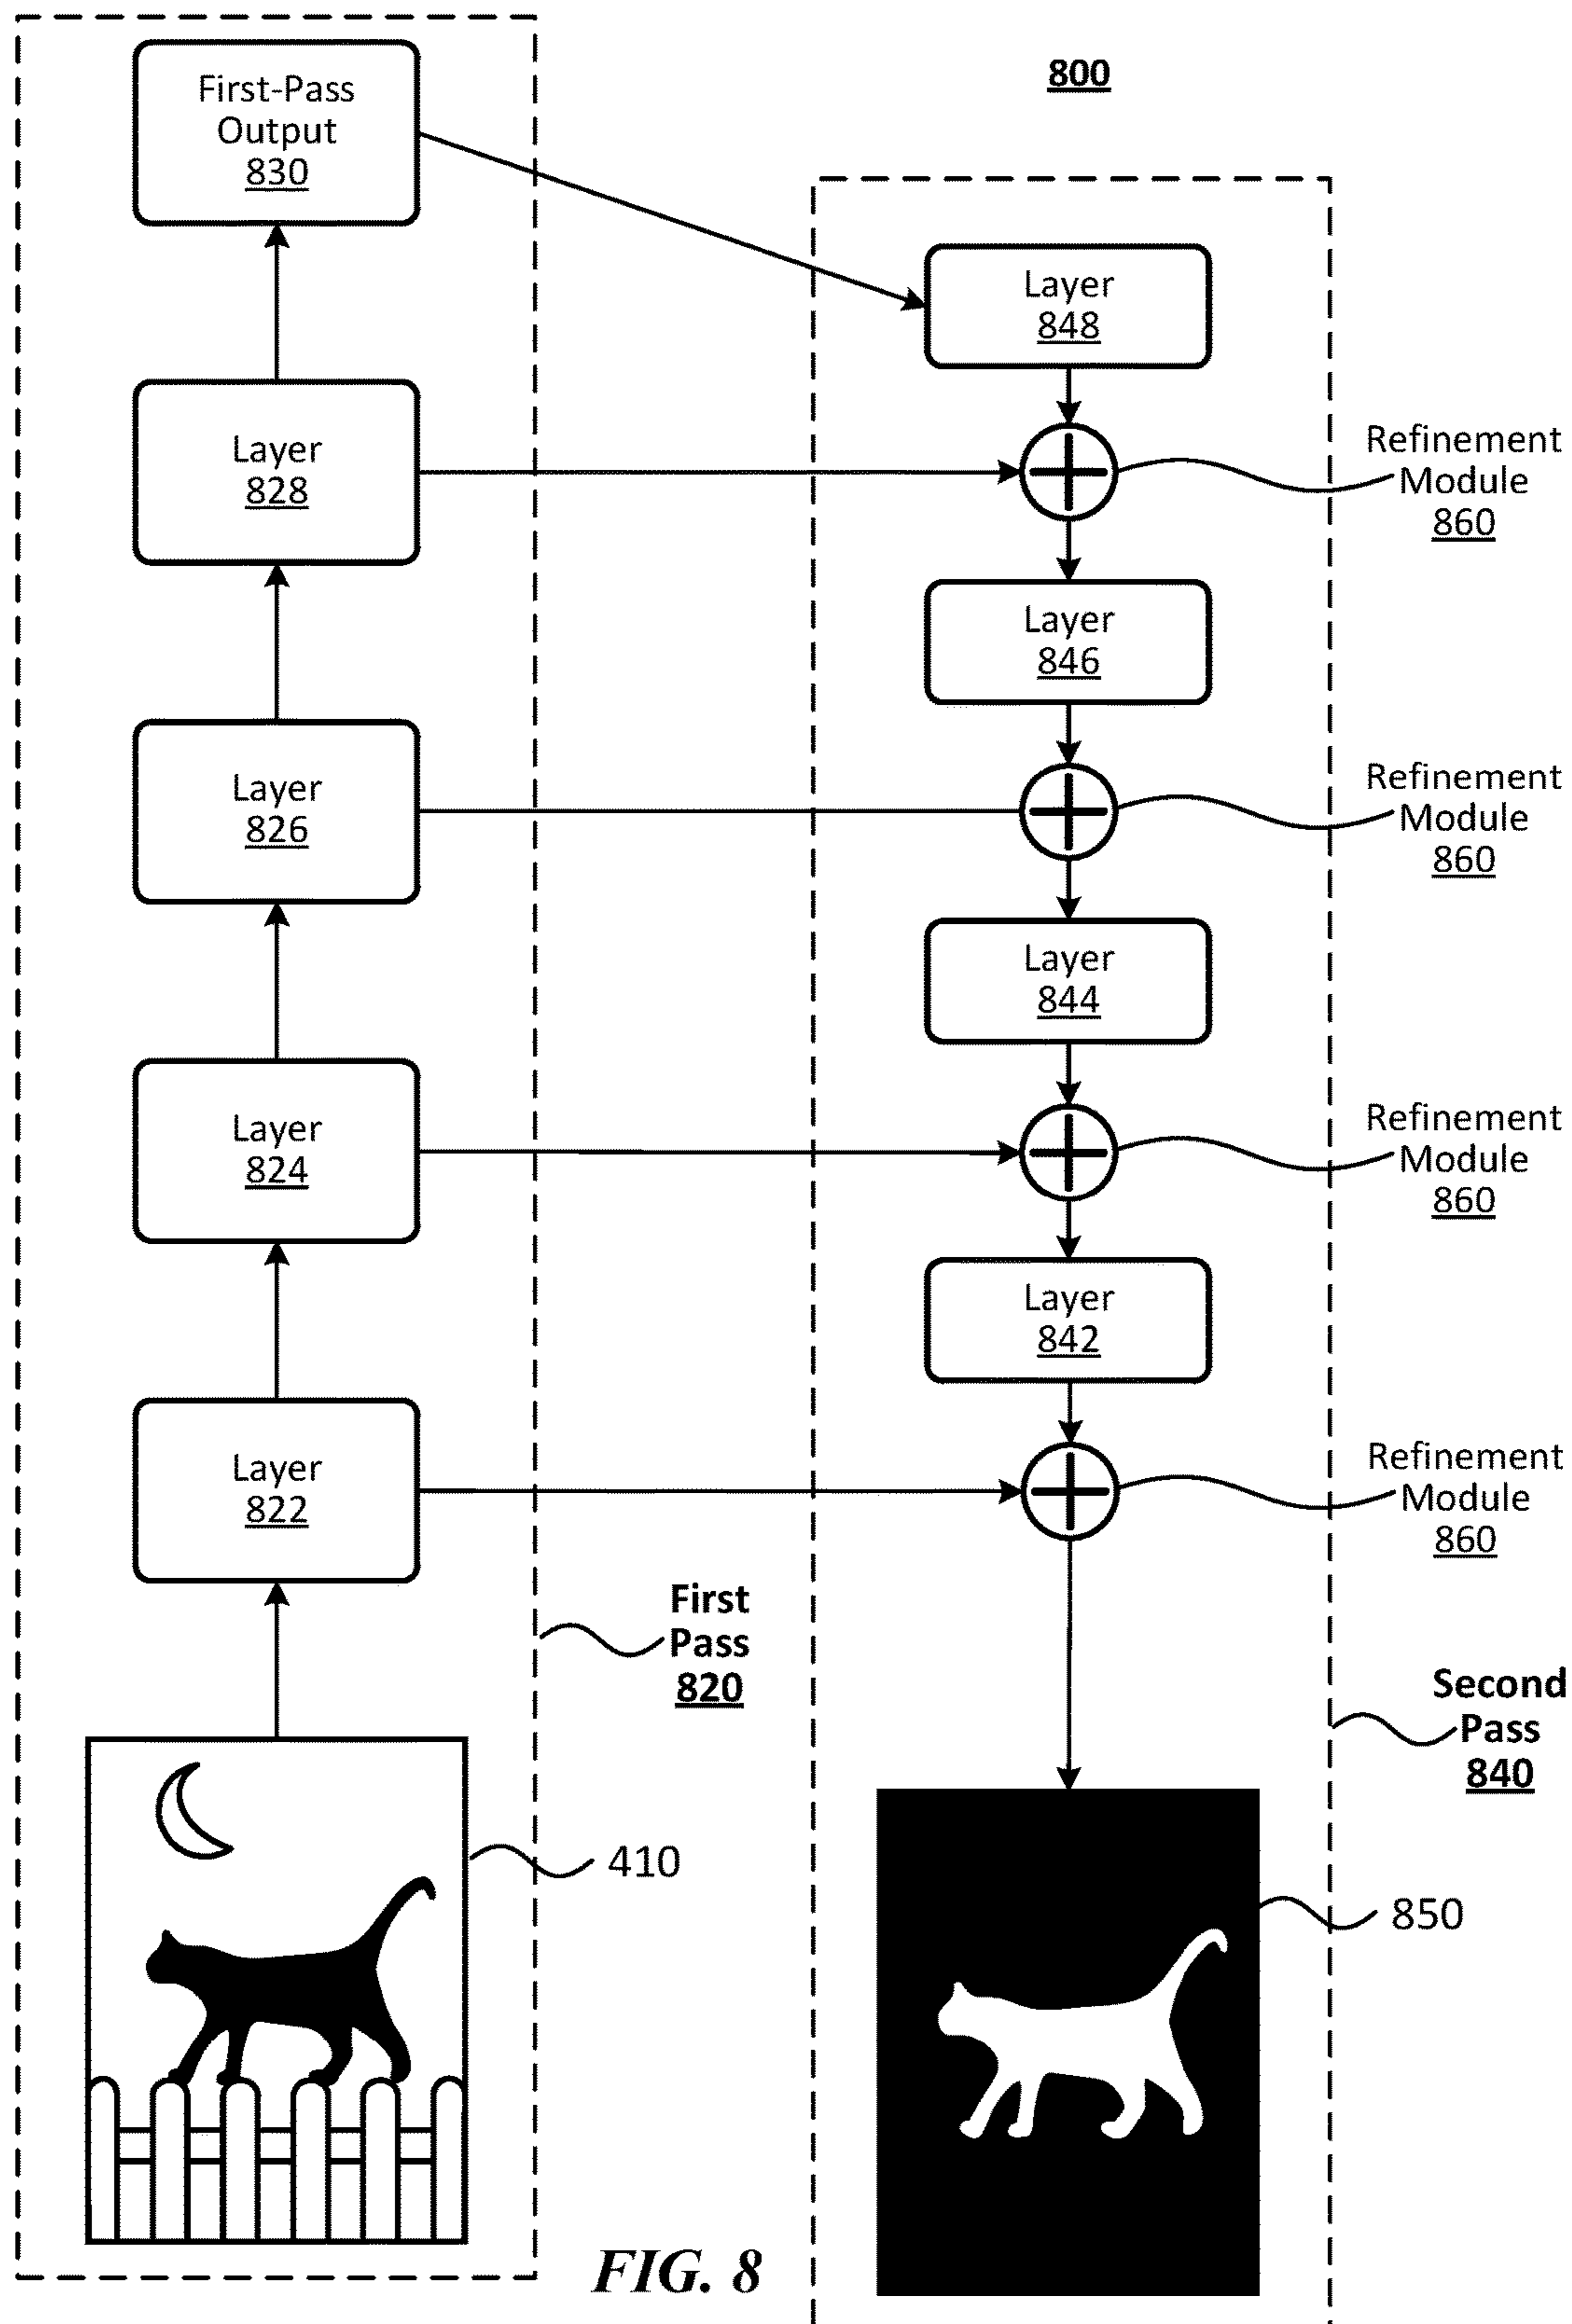 800
First-Pass
Output
830
Layer
848
Layer
828
Refinement
Module
860
Layer
846
Layer
826
Refinement
Module
860
Layer
844
Layer
824
Refinement
Module
860
Layer
842
Layer
822
Refinement
Module
860
First
Pass
820
Second
Pass
840
410
850
FIG. 8